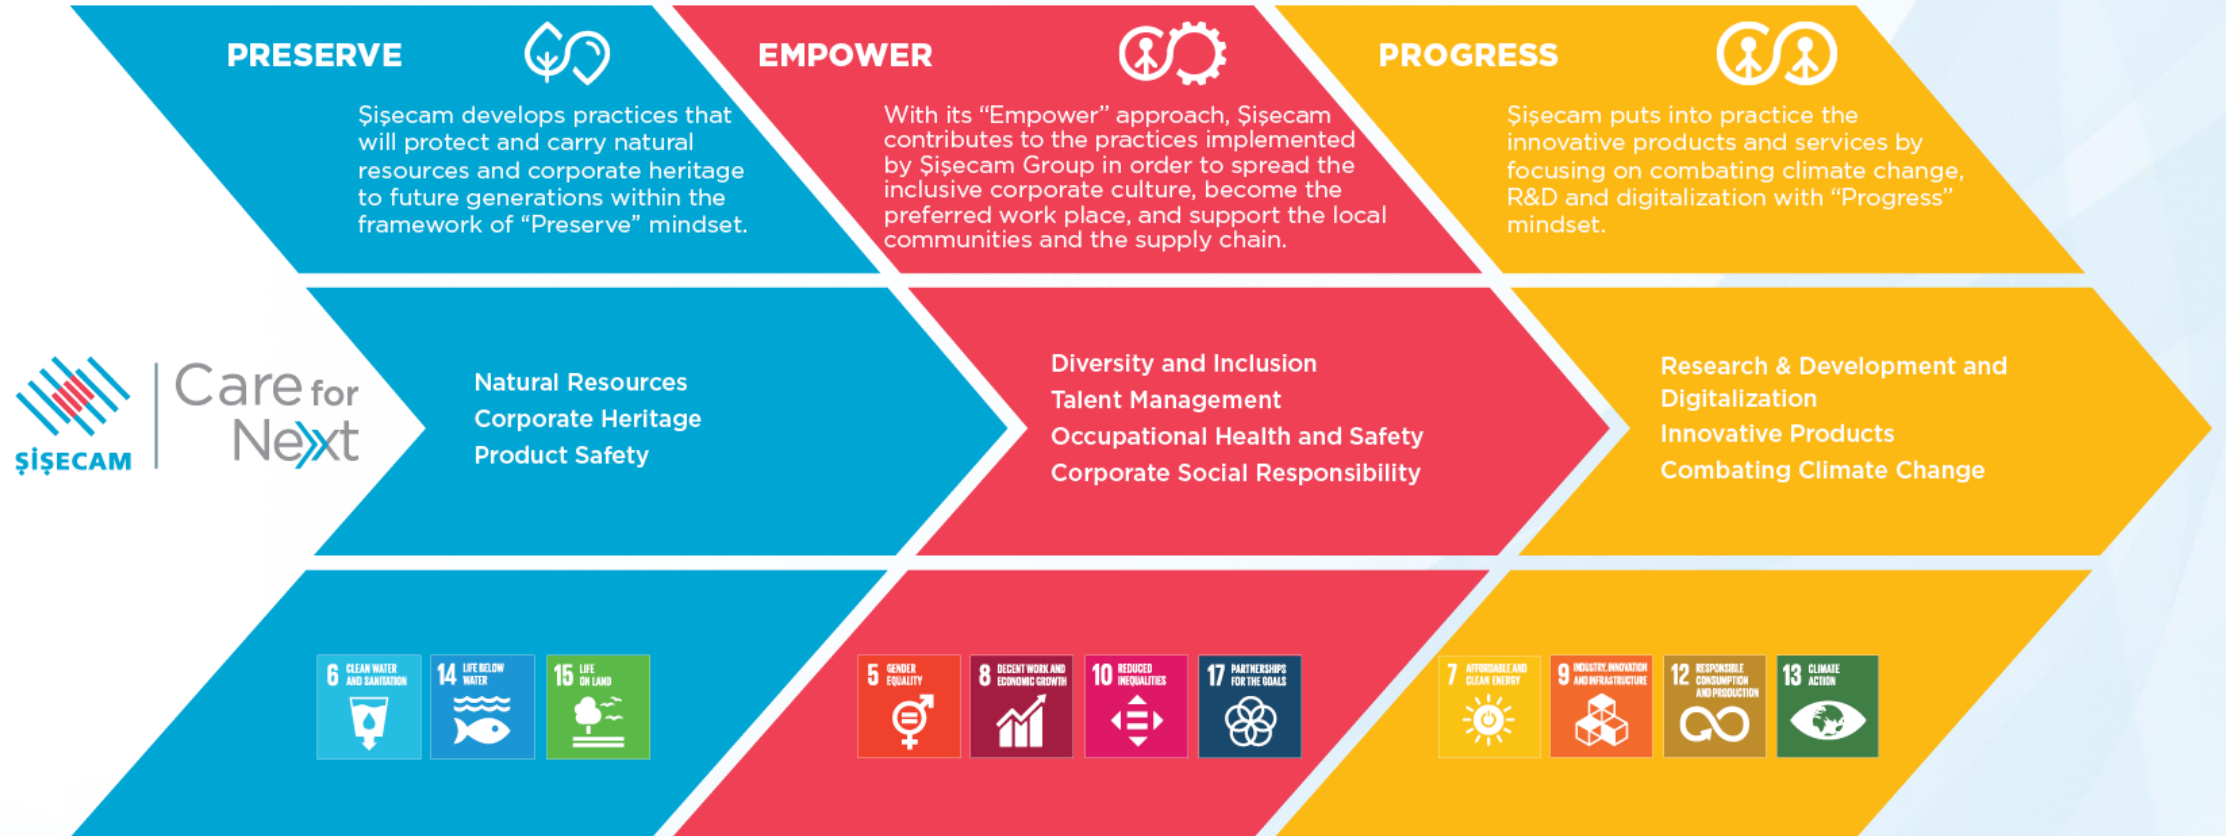 PRESERVE
Şişecam develops practices that
will protect and carry natural
resources and corporate heritage
to future generations within the
framework of “Preserve” mindset.
EMPOWER
With its “Empower” approach, Şişecam
contributes to the practices implemented
by Şişecam Group in order to spread the
inclusive corporate culture, become the
preferred work place, and support the local
communities and the supply chain.
PROGRESS
Şişecam puts into practice the
innovative products and services by
focusing on combating climate change,
R&D and digitalization with “Progress”
mindset.
ŞİŞECAM
Care for
Next
Natural Resources
Corporate Heritage
Product Safety
Diversity and Inclusion
Talent Management
Occupational Health and Safety
Corporate Social Responsibility
Research & Development and
Digitalization
Innovative Products
Combating Climate Change
6 CLEAN WATER
AND SANITATION
14 LIFE BELOW
WATER
15 LIFE
ON LAND
5 GENDER
EQUALITY
8 DECENT WORK AND
ECONOMIC GROWTH
10 REDUCED
INEQUALITIES
17 PARTNERSHIPS
FOR THE GOALS
7 AFFORDABLE AND
CLEAN ENERGY
9 INDUSTRY, INNOVATION
AND INFRASTRUCTURE
12 RESPONSIBLE
CONSUMPTION
AND PRODUCTION
13 CLIMATE
ACTION